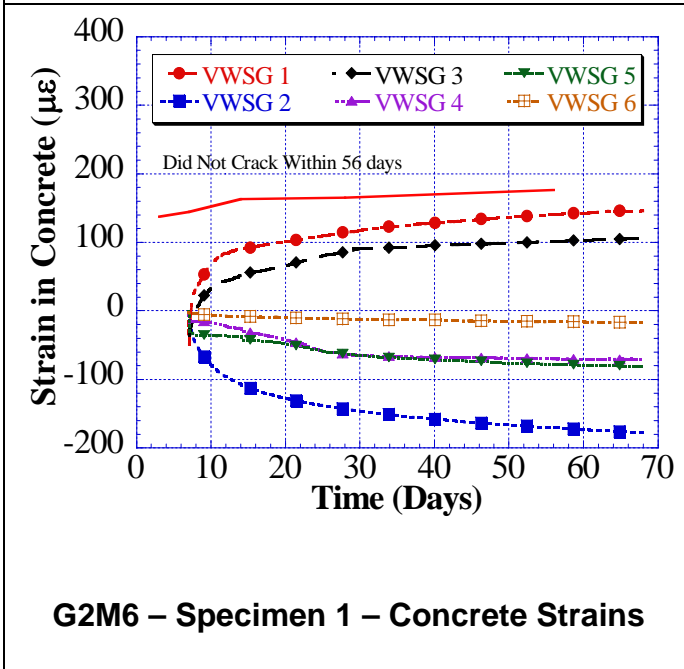 400
300
200
100
0
-100
-200
Strain in Concrete (με)
VWSG 1 VWSG 3 VWSG 5
VWSG 2 VWSG 4 VWSG 6
Did Not Crack Within 56 days
0 10 20 30 40 50 60 70
Time (Days)
G2M6 – Specimen 1 – Concrete Strains